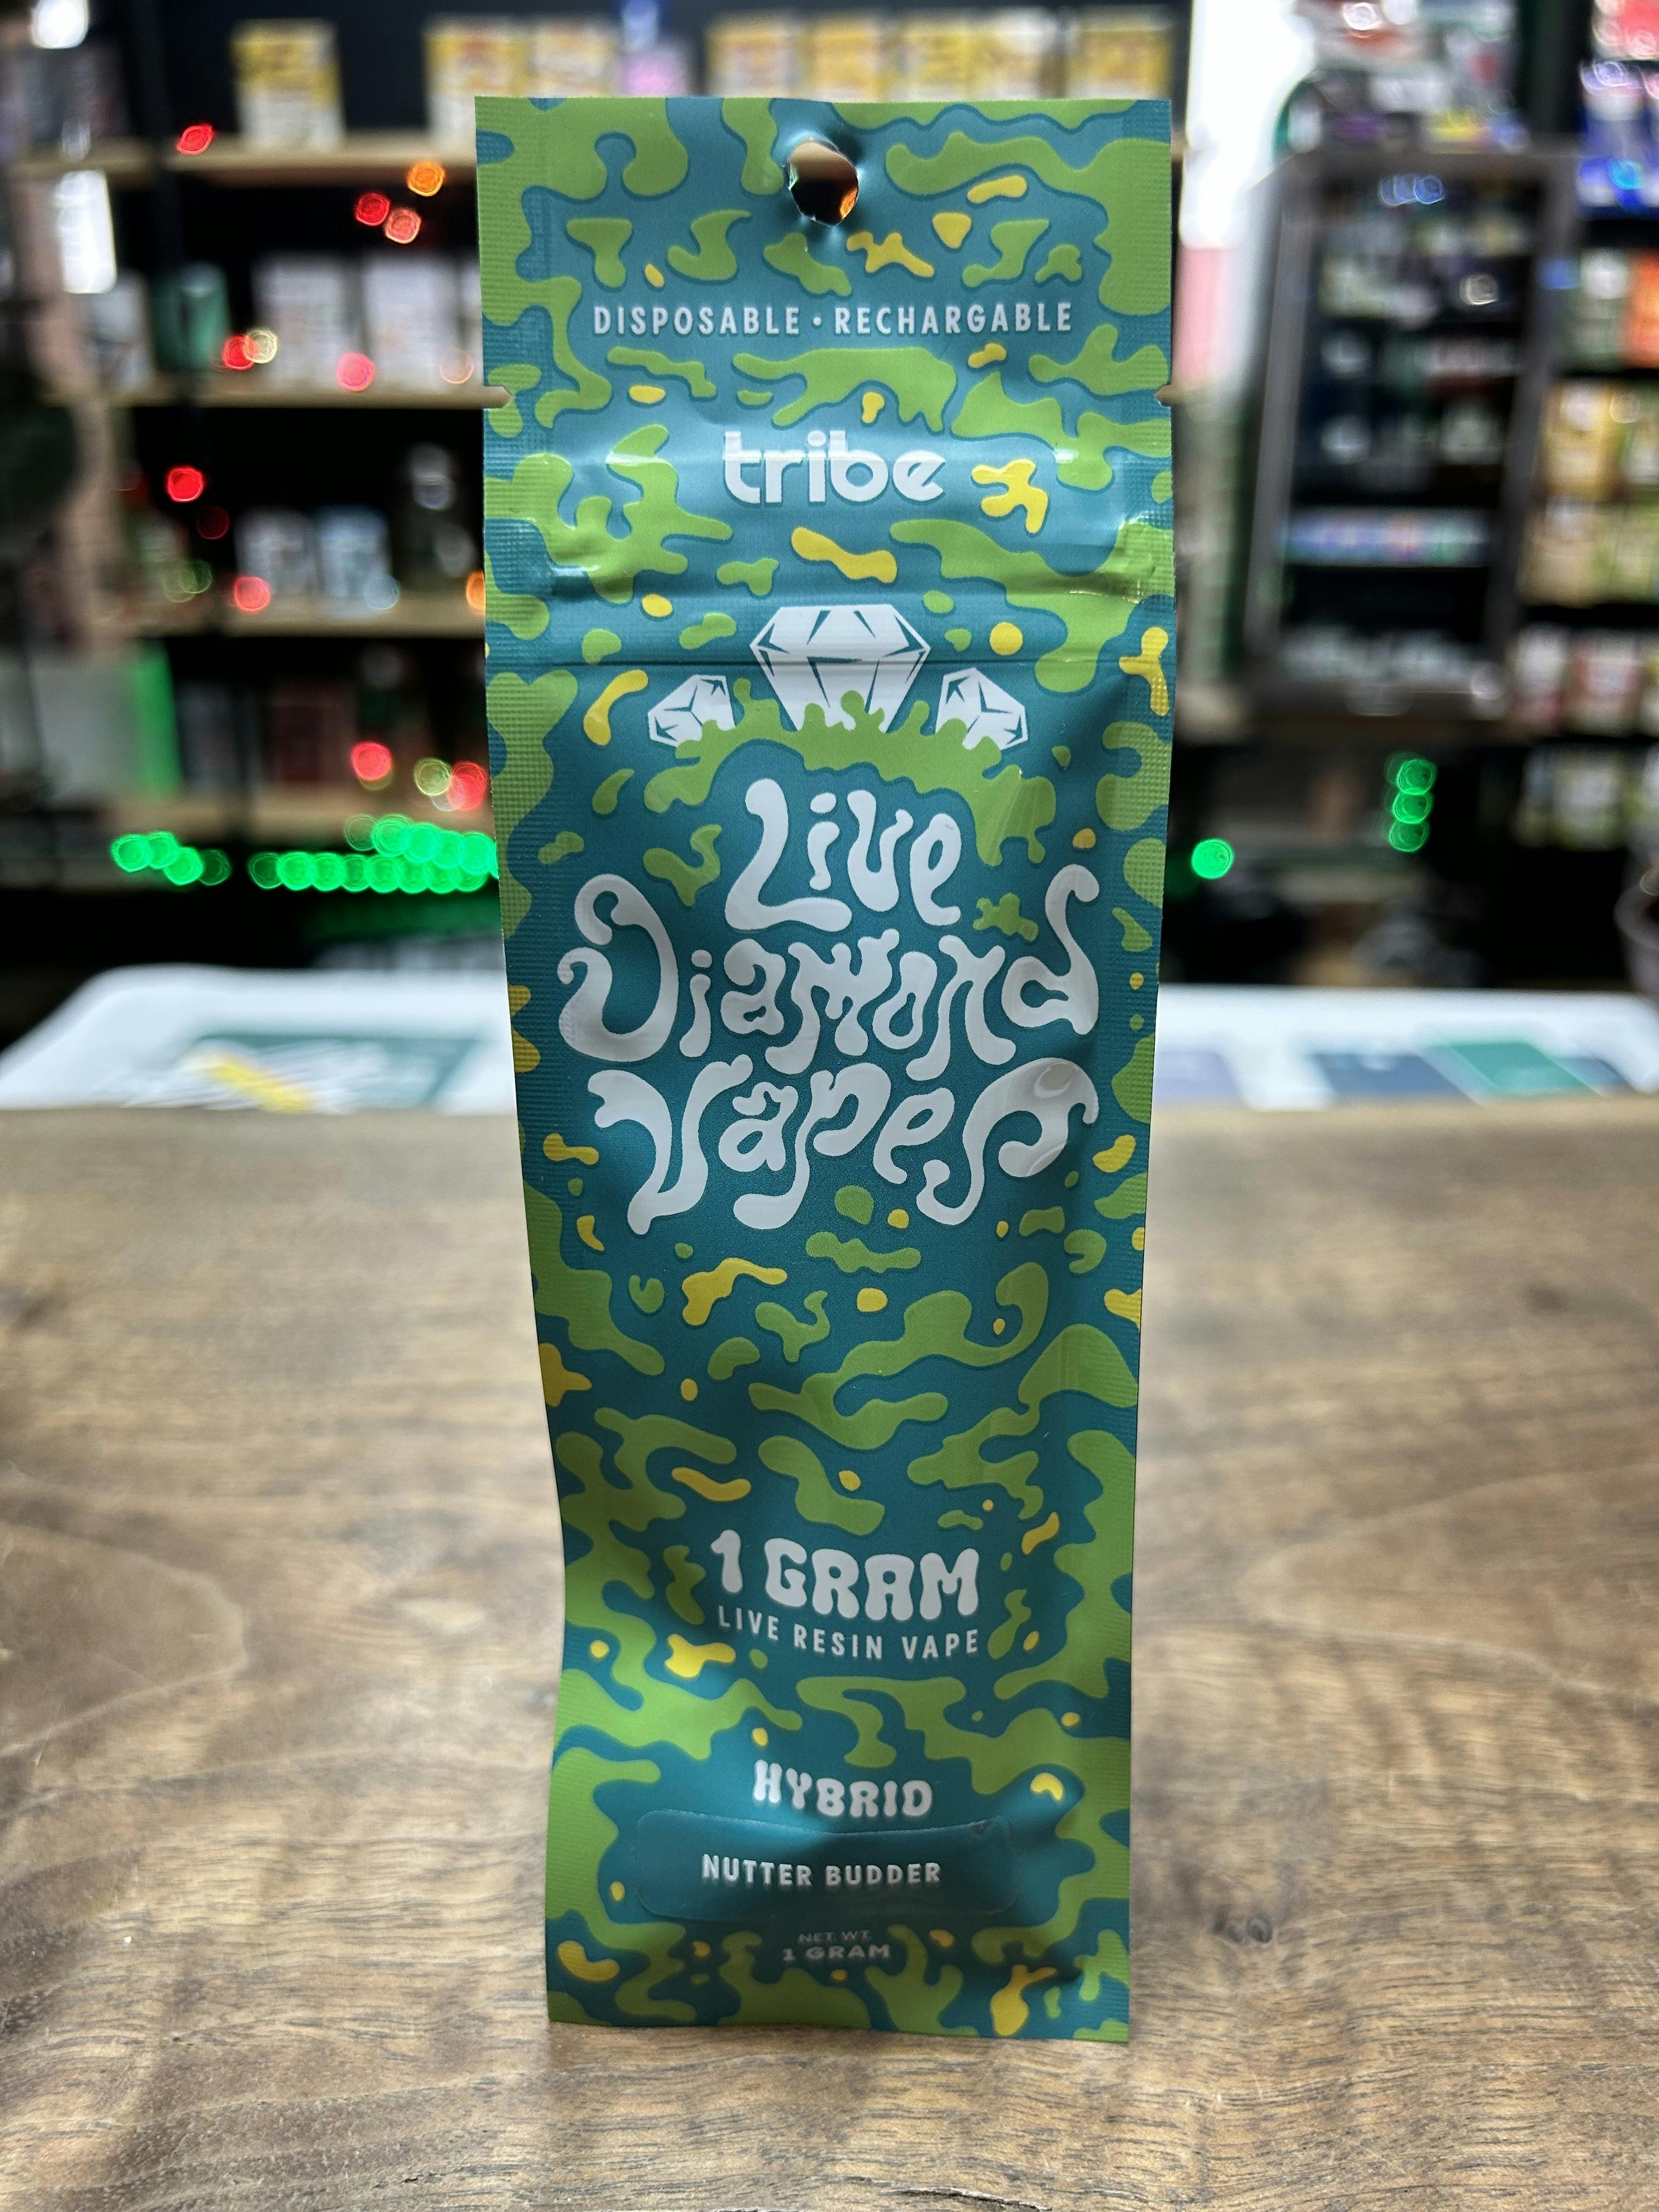 DISPOSABLE • RECHARGABLE
tribe
Live
Diamond
Vapes
1 GRAM
LIVE RESIN VAPE
HYBRID
NUTTER BUDDER
NET. WT.
1 GRAM